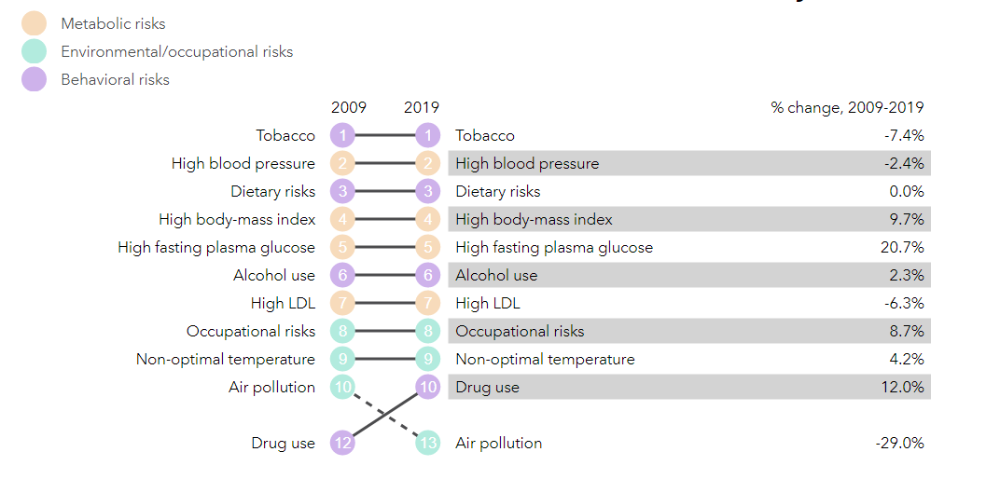 Metabolic risks
Environmental/occupational risks
Behavioral risks
2009 2019 % change, 2009-2019
Tobacco 1 1 Tobacco -7.4%
High blood pressure 2 2 High blood pressure -2.4%
Dietary risks 3 3 Dietary risks 0.0%
High body-mass index 4 4 High body-mass index 9.7%
High fasting plasma glucose 5 5 High fasting plasma glucose 20.7%
Alcohol use 6 6 Alcohol use 2.3%
High LDL 7 7 High LDL -6.3%
Occupational risks 8 8 Occupational risks 8.7%
Non-optimal temperature 9 9 Non-optimal temperature 4.2%
Air pollution 10 10 Drug use 12.0%
Drug use 12 13 Air pollution -29.0%